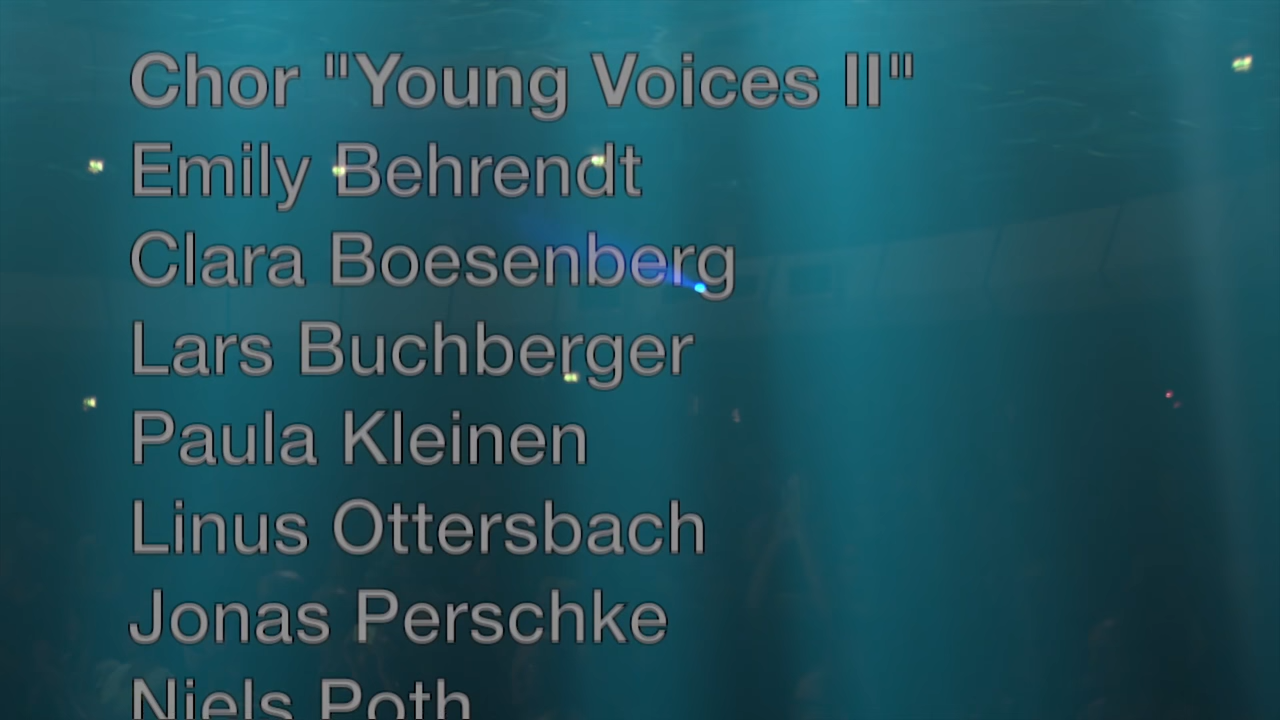 Chor "Young Voices II"
Emily Behrendt
Clara Boesenberg
Lars Buchberger
Paula Kleinen
Linus Ottersbach
Jonas Perschke
Niels Poth